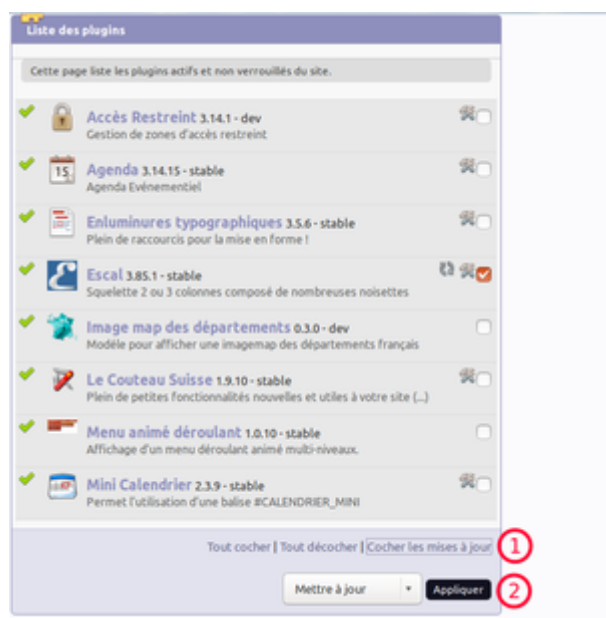 Liste des plugins
Cette page liste les plugins actifs et non verrouillés du site.
Accès Restreint 3.14.1 - dev
Gestion de zones d'accès restreint
15
Agenda 3.14.15 - stable
Agenda Evénementiel
Enluminures typographiques 3.5.6 - stable
Plein de raccourcis pour la mise en forme !
Escal 3.85.1 - stable
Squelette 2 ou 3 colonnes composé de nombreuses noisettes
Image map des départements 0.3.0 - dev
Modèle pour afficher une imagemap des départements français
Le Couteau Suisse 1.9.10 - stable
Plein de petites fonctionnalités nouvelles et utiles à votre site (...)
Menu animé déroulant 1.0.10 - stable
Affichage d'un menu déroulant animé multi-niveaux.
Mini Calendrier 2.3.9 - stable
Permet l'utilisation d'une balise #CALENDRIER_MINI
Tout cocher | Tout décocher | Cocher les mises à jour 1
Mettre à jour Appliquer 2